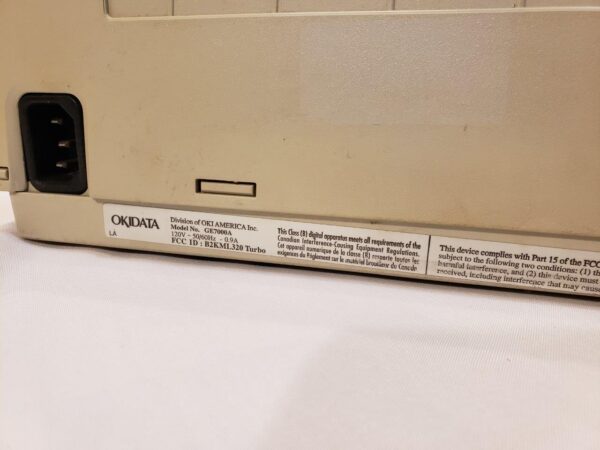 OKIDATA
LA
Division of OKI AMERICA Inc.
Model No. GE7000A
120V ~ 50/60Hz - 0.9A
FCC ID : B2KML320 Turbo
This Class (B) digital apparatus meets all requirements of the
Canadian Interference-Causing Equipment Regulations.
Cet appareil numerique de la classe (B) respecte toutes les
exigences du Règlement sur le matériel brouilleur du Canada
This device complies with Part 15 of the FCC
subject to the following two conditions: (1) th
harmful interference, and (2) this device must
received, including interference that may cause